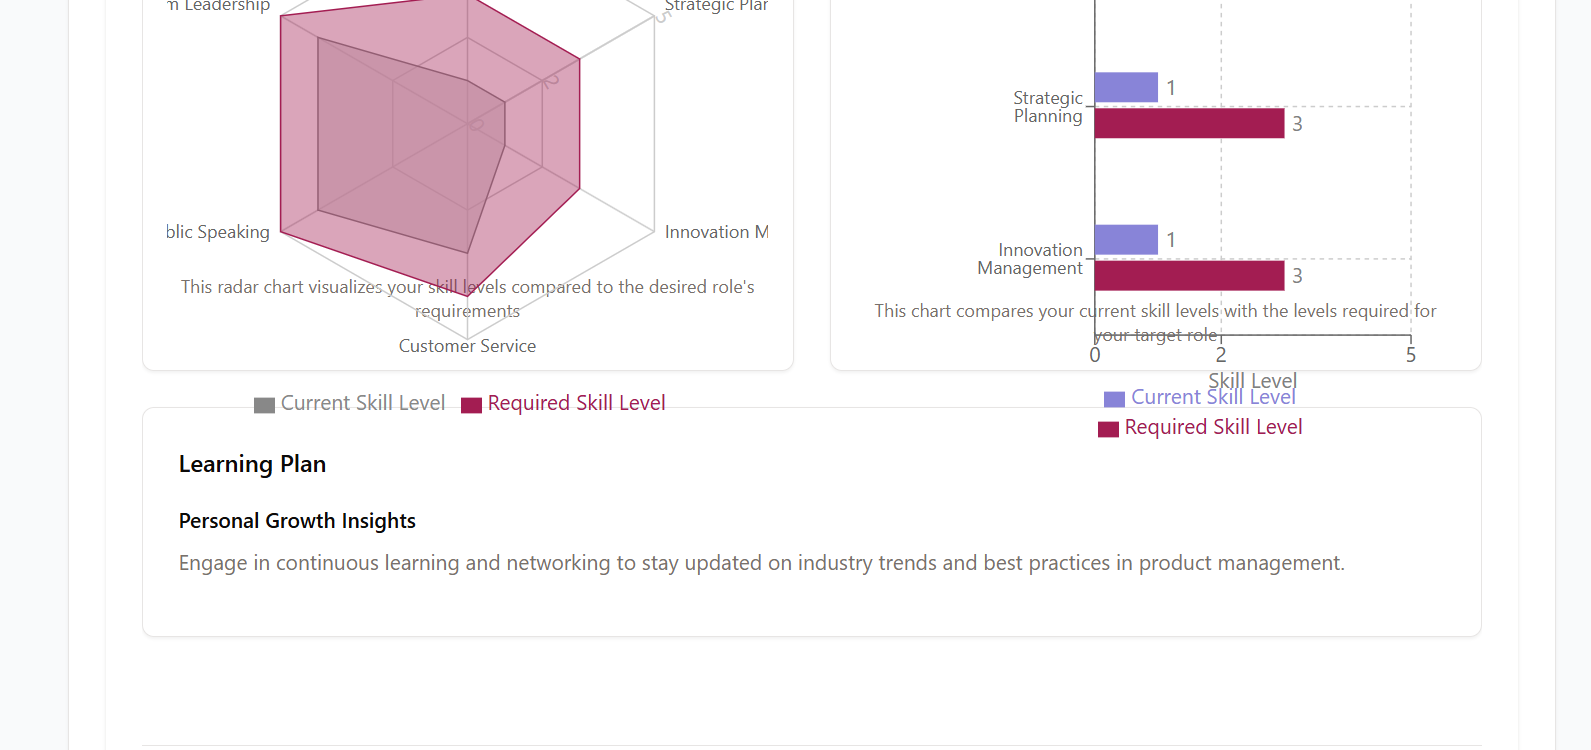 m Leadership
Strategic Plar
5
2
0
blic Speaking
Innovation M
This radar chart visualizes your skill levels compared to the desired role's
requirements
Customer Service
Current Skill Level
Required Skill Level
Strategic
Planning
1
3
Innovation
Management
1
3
This chart compares your current skill levels with the levels required for
your target role
0
2
5
Skill Level
Current Skill Level
Required Skill Level
Learning Plan
Personal Growth Insights
Engage in continuous learning and networking to stay updated on industry trends and best practices in product management.